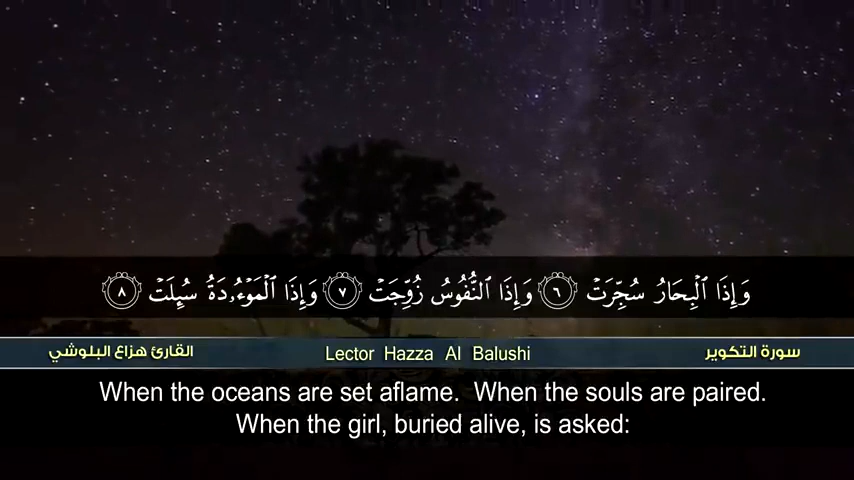 وَإِذَا ٱلْبِحَارُ سُجِّرَتْ ٦ وَإِذَا ٱلنُّفُوسُ زُوِّجَتْ ٧ وَإِذَا ٱلْمَوْءُۥدَةُ سُئِلَتْ ٨
سورة التكوير Lector Hazza Al Balushi القارئ هزاع البلوشي
When the oceans are set aflame. When the souls are paired.
When the girl, buried alive, is asked: